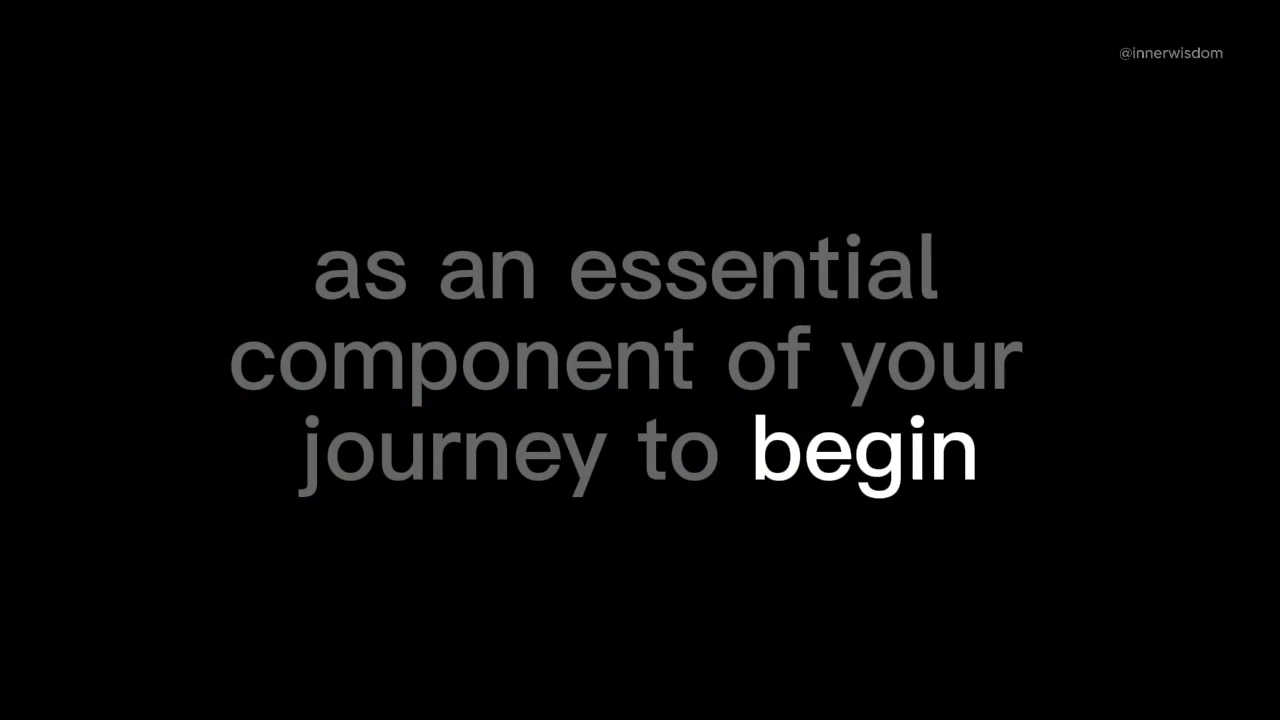 @innerwisdom
as an essential
component of your
journey to begin